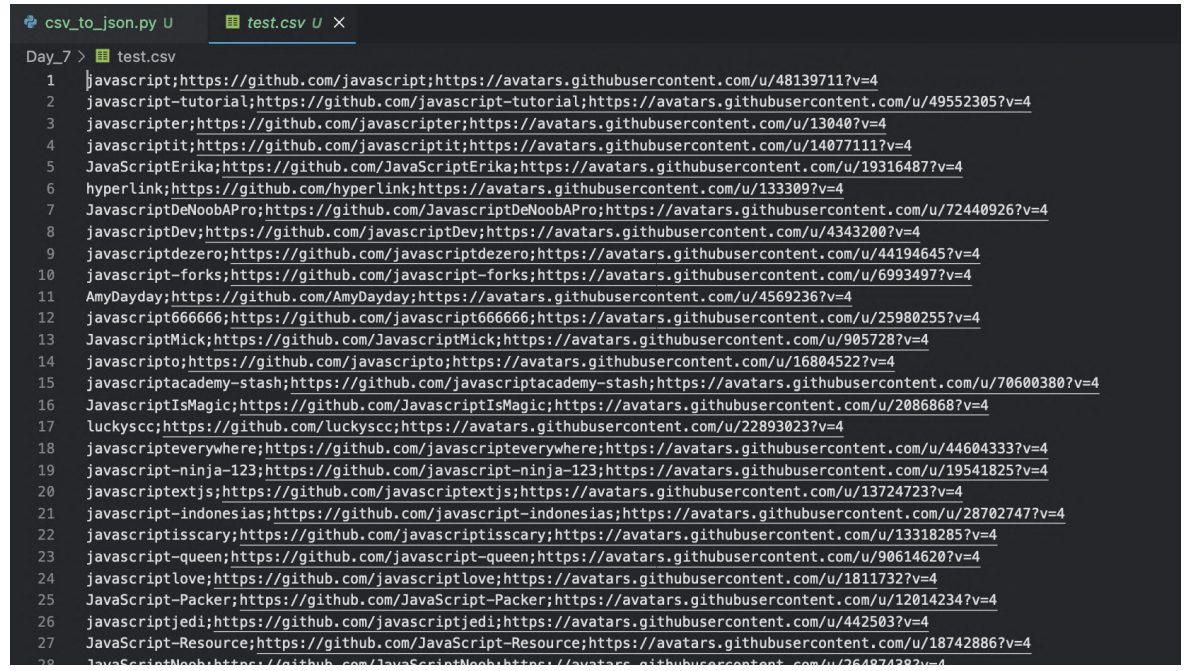 csv_to_json.py U test.csv U ×
Day_7 > test.csv
1 javascript;https://github.com/javascript;https://avatars.githubusercontent.com/u/48139711?v=4
2 javascript-tutorial;https://github.com/javascript-tutorial;https://avatars.githubusercontent.com/u/49552305?v=4
3 javascripter;https://github.com/javascripter;https://avatars.githubusercontent.com/u/13040?v=4
4 javascriptit;https://github.com/javascriptit;https://avatars.githubusercontent.com/u/14077111?v=4
5 JavaScriptErika;https://github.com/JavaScriptErika;https://avatars.githubusercontent.com/u/19316487?v=4
6 hyperlink;https://github.com/hyperlink;https://avatars.githubusercontent.com/u/133309?v=4
7 JavascriptDeNoobAPro;https://github.com/JavascriptDeNoobAPro;https://avatars.githubusercontent.com/u/72440926?v=4
8 javascriptDev;https://github.com/javascriptDev;https://avatars.githubusercontent.com/u/4343200?v=4
9 javascriptdezero;https://github.com/javascriptdezero;https://avatars.githubusercontent.com/u/44194645?v=4
10 javascript-forks;https://github.com/javascript-forks;https://avatars.githubusercontent.com/u/6993497?v=4
11 AmyDayday;https://github.com/AmyDayday;https://avatars.githubusercontent.com/u/4569236?v=4
12 javascript666666;https://github.com/javascript666666;https://avatars.githubusercontent.com/u/25980255?v=4
13 JavascriptMick;https://github.com/JavascriptMick;https://avatars.githubusercontent.com/u/905728?v=4
14 javascripto;https://github.com/javascripto;https://avatars.githubusercontent.com/u/16804522?v=4
15 javascriptacademy-stash;https://github.com/javascriptacademy-stash;https://avatars.githubusercontent.com/u/70600380?v=4
16 JavascriptIsMagic;https://github.com/JavascriptIsMagic;https://avatars.githubusercontent.com/u/2086868?v=4
17 luckyscc;https://github.com/luckyscc;https://avatars.githubusercontent.com/u/22893023?v=4
18 javascripteverywhere;https://github.com/javascripteverywhere;https://avatars.githubusercontent.com/u/44604333?v=4
19 javascript-ninja-123;https://github.com/javascript-ninja-123;https://avatars.githubusercontent.com/u/19541825?v=4
20 javascriptextjs;https://github.com/javascriptextjs;https://avatars.githubusercontent.com/u/13724723?v=4
21 javascript-indonesias;https://github.com/javascript-indonesias;https://avatars.githubusercontent.com/u/28702747?v=4
22 javascriptisscary;https://github.com/javascriptisscary;https://avatars.githubusercontent.com/u/13318285?v=4
23 javascript-queen;https://github.com/javascript-queen;https://avatars.githubusercontent.com/u/90614620?v=4
24 javascriptlove;https://github.com/javascriptlove;https://avatars.githubusercontent.com/u/1811732?v=4
25 JavaScript-Packer;https://github.com/JavaScript-Packer;https://avatars.githubusercontent.com/u/12014234?v=4
26 javascriptjedi;https://github.com/javascriptjedi;https://avatars.githubusercontent.com/u/442503?v=4
27 JavaScript-Resource;https://github.com/JavaScript-Resource;https://avatars.githubusercontent.com/u/18742886?v=4
28 JavaScriptNoob;https://github.com/JavaScriptNoob;https://avatars.githubusercontent.com/u/26487438?v=4